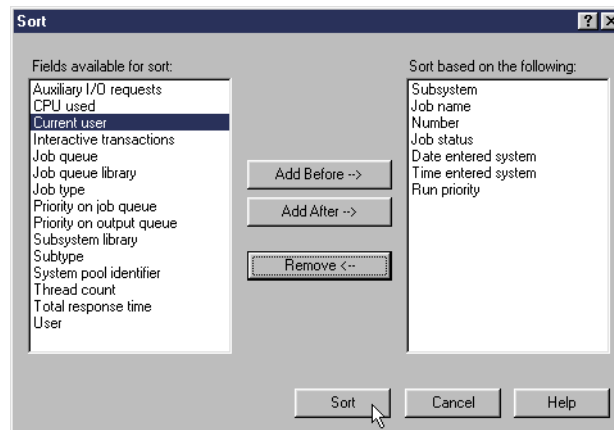 Sort
Fields available for sort:
Auxiliary I/O requests
CPU used
Current user
Interactive transactions
Job queue
Job queue library
Job type
Priority on job queue
Priority on output queue
Subsystem library
Subtype
System pool identifier
Thread count
Total response time
User
Add Before -->
Add After -->
Remove <--
Sort based on the following:
Subsystem
Job name
Number
Job status
Date entered system
Time entered system
Run priority
Sort
Cancel
Help